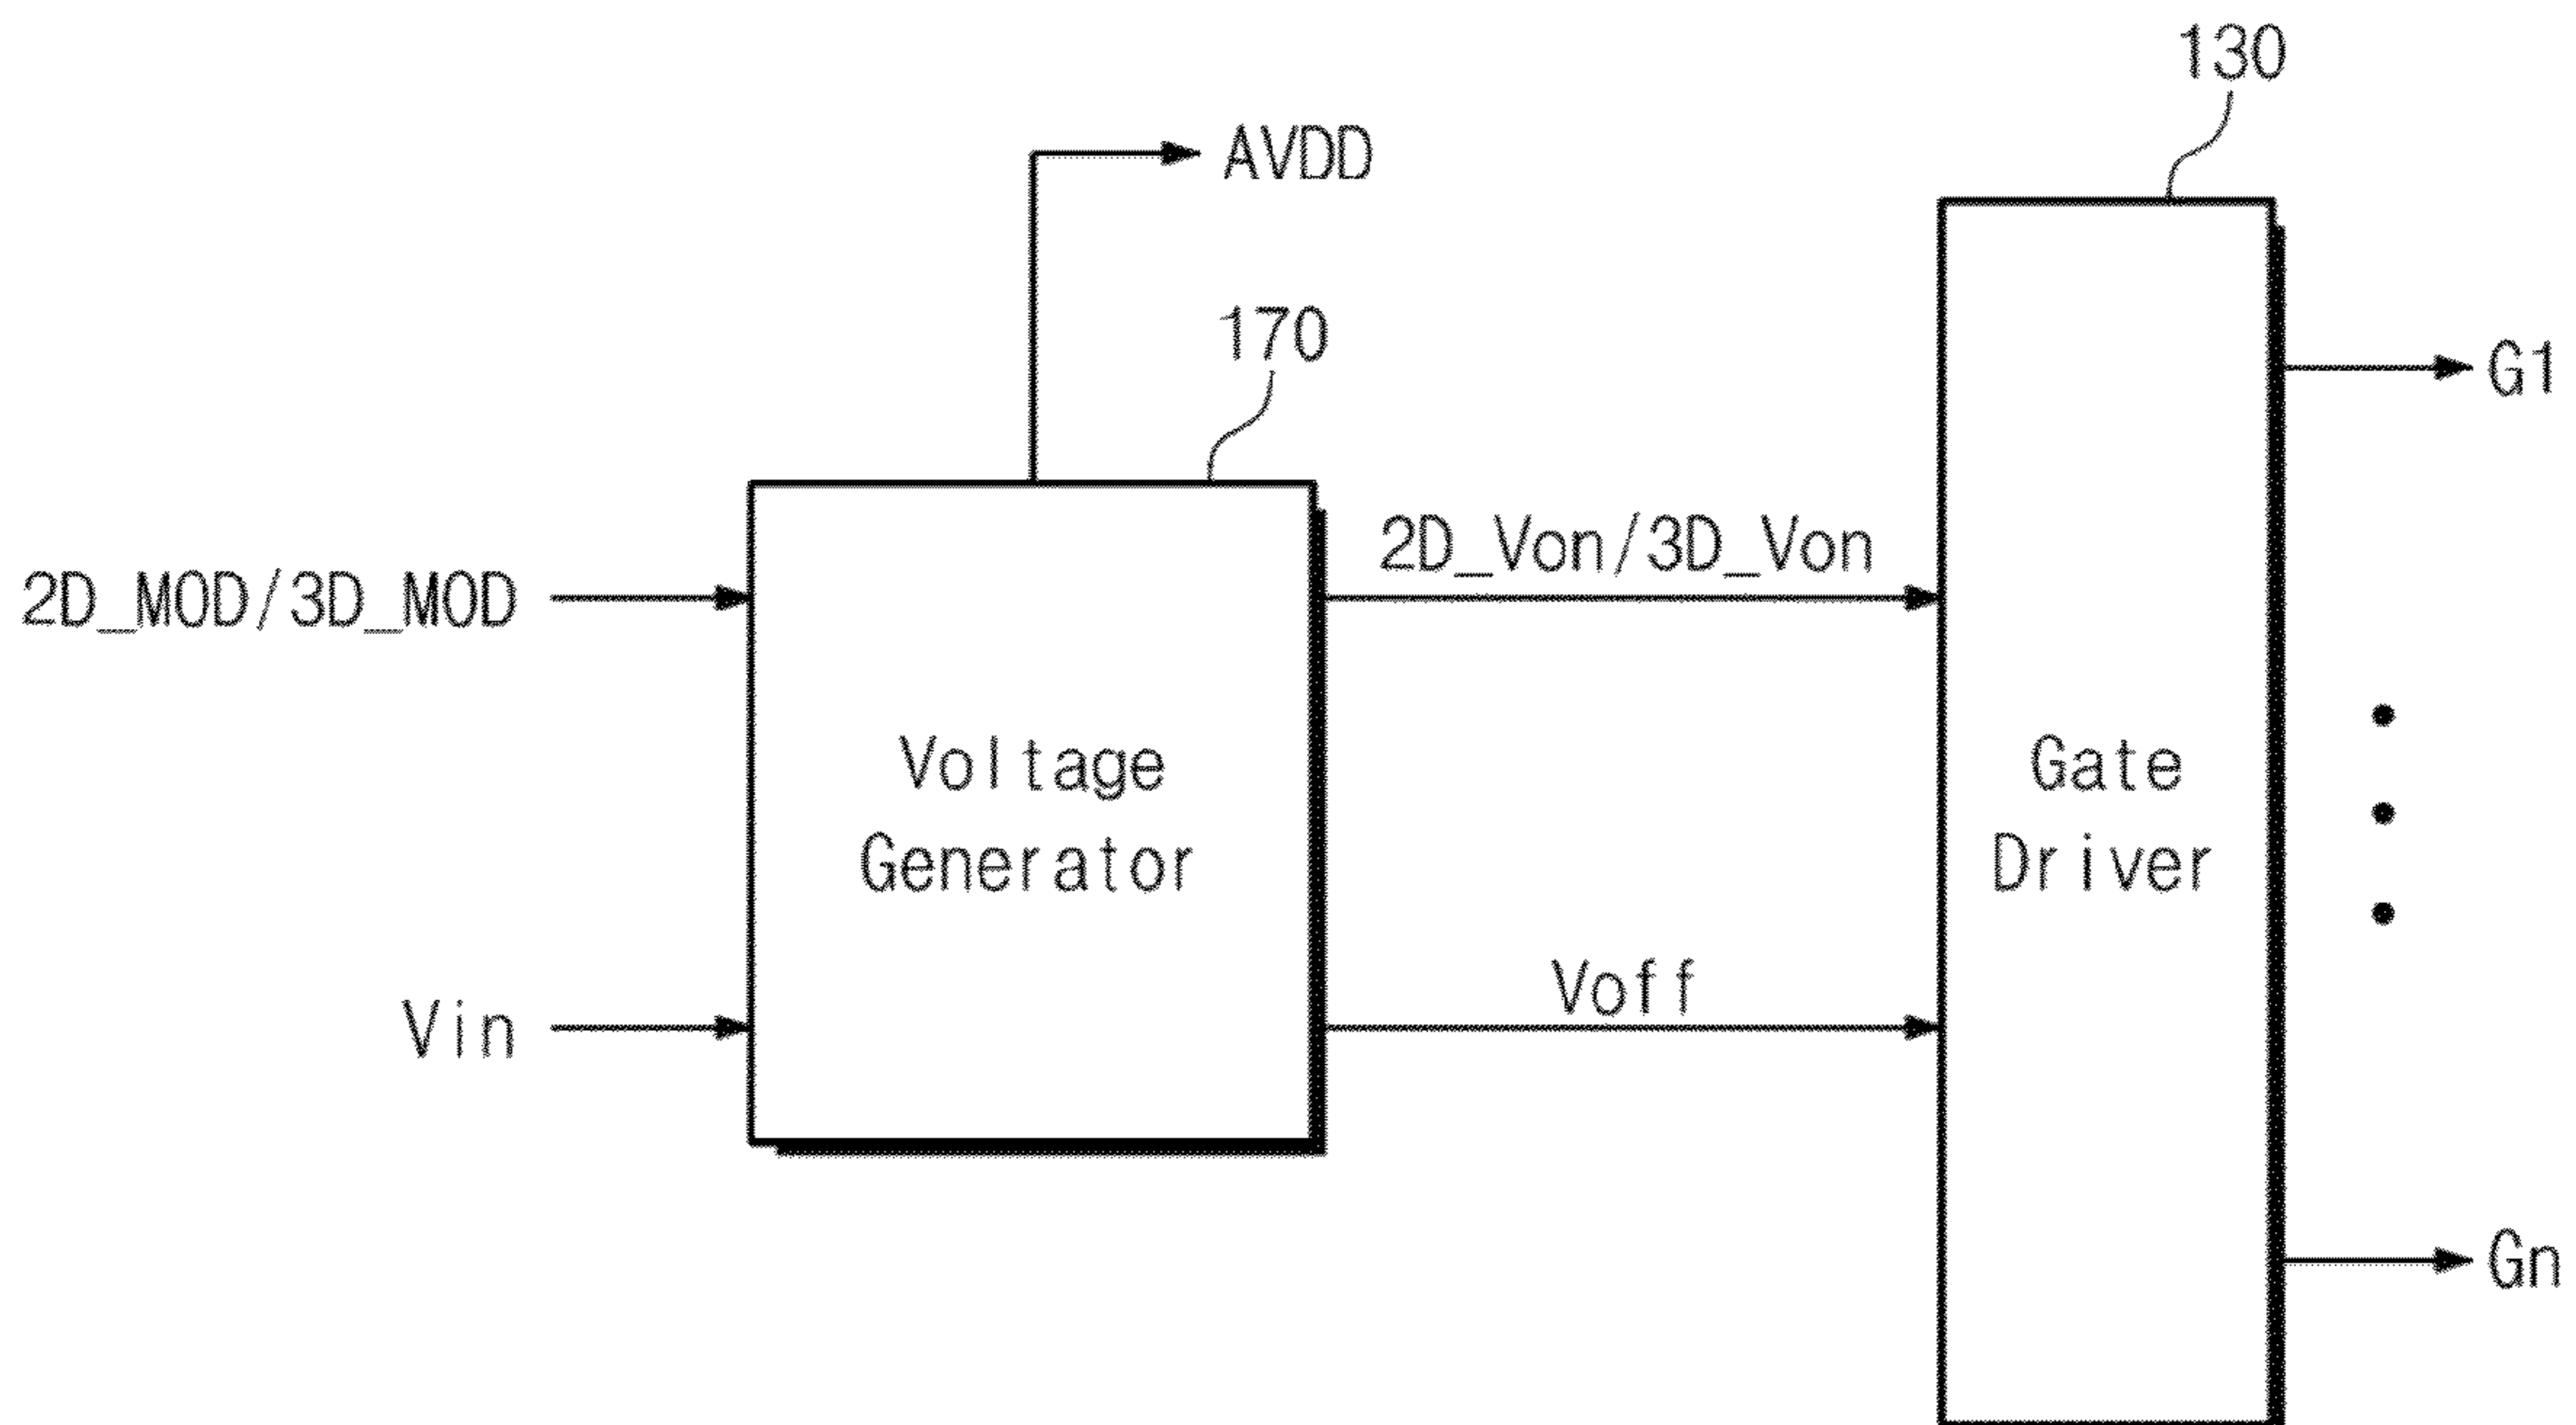 130
AVDD
170
G1
2D_Von/3D_Von
2D_MOD/3D_MOD
Voltage
Generator
Gate
Driver
Voff
Vin
Gn